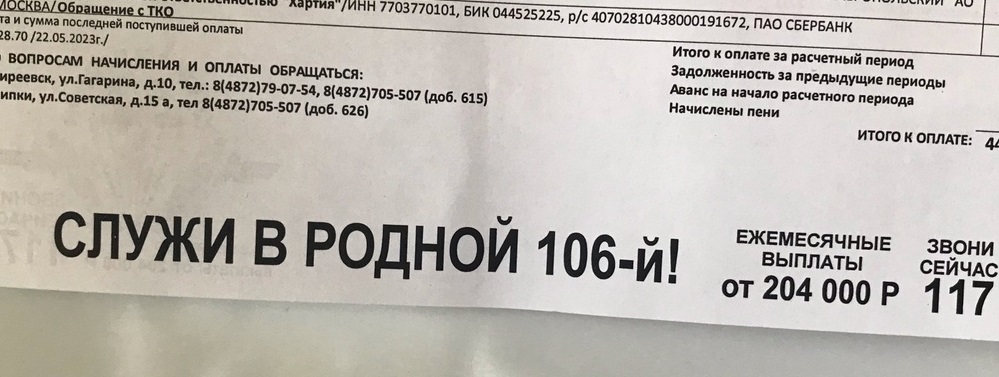 МОСКВА/Обращение с ТКО "Хартия"/ИНН 7703770101, БИК 044525225, р/с 40702810438000191672, ПАО СБЕРБАНК
та и сумма последней поступившей оплаты
28.70 /22.05.2023г./
ВОПРОСАМ НАЧИСЛЕНИЯ И ОПЛАТЫ ОБРАЩАТЬСЯ:
иреевск, ул.Гагарина, д.10, тел.: 8(4872)79-07-54, 8(4872)705-507 (доб. 615)
ипки, ул.Советская, д.15 а, тел 8(4872)705-507 (доб. 626)
Итого к оплате за расчетный период
Задолженность за предыдущие периоды
Аванс на начало расчетного периода
Начислены пени
ИТОГО К ОПЛАТЕ: 44
СЛУЖИ В РОДНОЙ 106-й!
ЕЖЕМЕСЯЧНЫЕ
ВЫПЛАТЫ
от 204 000 Р
ЗВОНИ
СЕЙЧАС
117